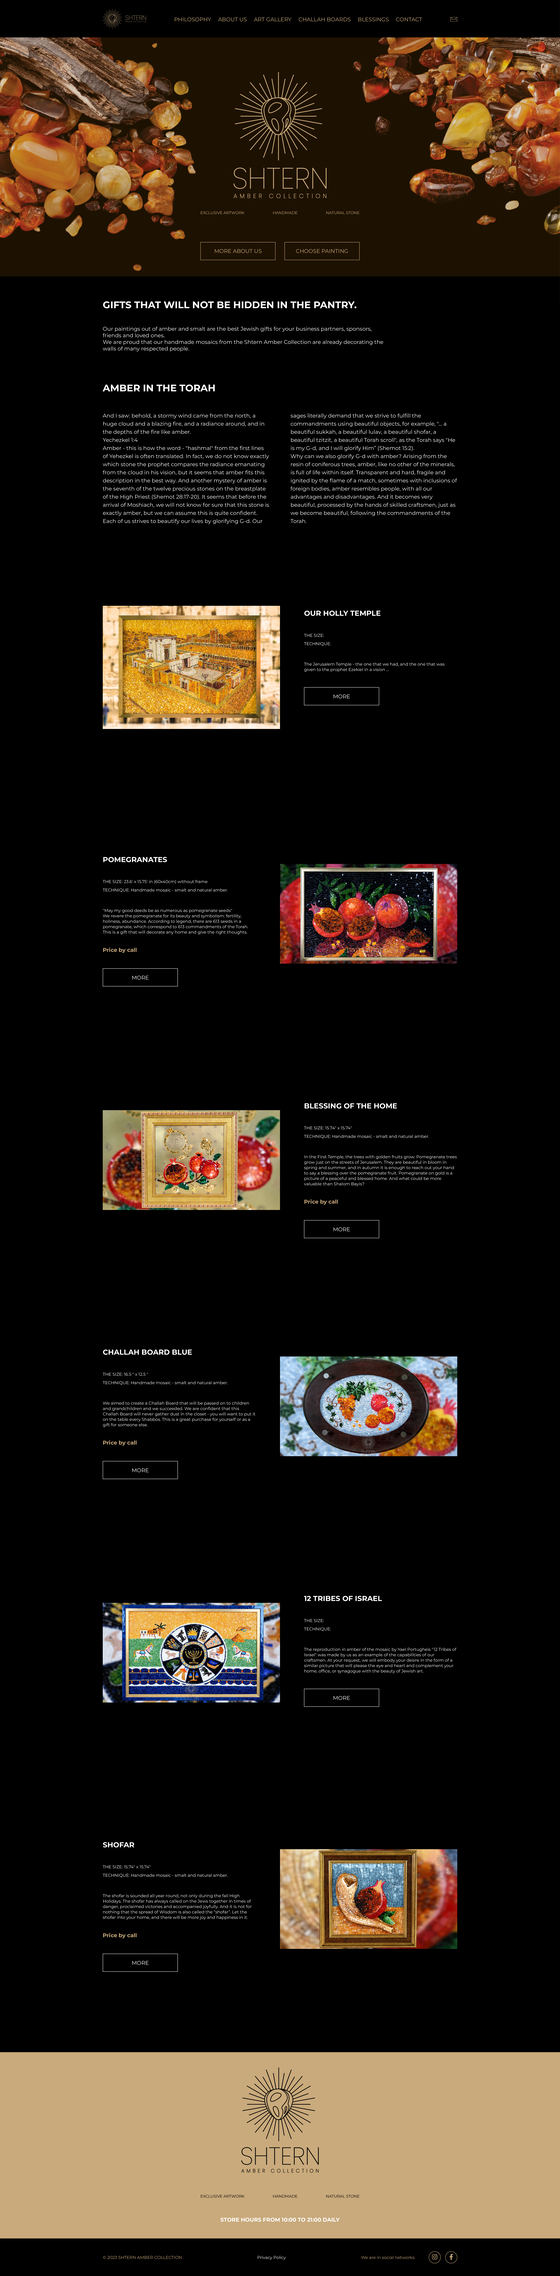 SHTERN
AMBER COLLECTION
PHILOSOPHY ABOUT US ART GALLERY CHALLAH BOARDS BLESSINGS CONTACT
SHTERN
AMBER COLLECTION
EXCLUSIVE ARTWORK HANDMADE NATURAL STONE
MORE ABOUT US CHOOSE PAINTING
GIFTS THAT WILL NOT BE HIDDEN IN THE PANTRY.
Our paintings out of amber and smalt are the best Jewish gifts for your business partners, sponsors,
friends and loved ones.
We are proud that our handmade mosaics from the Shtern Amber Collection are already decorating the
walls of many respected people.
AMBER IN THE TORAH
And I saw: behold, a stormy wind came from the north, a
huge cloud and a blazing fire, and a radiance around, and in
the depths of the fire like amber.
Yechezkel 1:4
Amber - this is how the word - "hashmal" from the first lines
of Yehezkel is often translated. In fact, we do not know exactly
which stone the prophet compares the radiance emanating
from the cloud in his vision, but it seems that amber fits this
description in the best way. And another mystery of amber is
the seventh of the twelve precious stones on the breastplate
of the High Priest (Shemot 28:17-20). It seems that before the
arrival of Moshiach, we will not know for sure that this stone is
exactly amber, but we can assume this is quite confident.
Each of us strives to beautify our lives by glorifying G-d. Our
sages literally demand that we strive to fulfill the
commandments using beautiful objects, for example, "... a
beautiful sukkah, a beautiful lulav, a beautiful shofar, a
beautiful tzitzit, a beautiful Torah scroll", as the Torah says "He
is my G-d, and I will glorify Him" (Shemot 15:2).
Why can we also glorify G-d with amber? Arising from the
resin of coniferous trees, amber, like no other of the minerals,
is full of life within itself. Transparent and hard, fragile and
ignited by the flame of a match, sometimes with inclusions of
foreign bodies, amber resembles people, with all our
advantages and disadvantages. And it becomes very
beautiful, processed by the hands of skilled craftsmen, just as
we become beautiful, following the commandments of the
Torah.
OUR HOLLY TEMPLE
THE SIZE:
TECHNIQUE:
The Jerusalem Temple - the one that we had, and the one that was
given to the prophet Ezekiel in a vision ...
MORE
POMEGRANATES
THE SIZE: 23.6' x 15.75' in (60x40cm) without frame
TECHNIQUE: Handmade mosaic - smalt and natural amber.
"May my good deeds be as numerous as pomegranate seeds"
We revere the pomegranate for its beauty and symbolism: fertility,
holiness, abundance. According to legend, there are 613 seeds in a
pomegranate, which correspond to 613 commandments of the Torah.
This is a gift that will decorate any home and give the right thoughts.
Price by call
MORE
BLESSING OF THE HOME
THE SIZE: 15.74" x 15.74"
TECHNIQUE: Handmade mosaic - smalt and natural amber.
In the First Temple, the trees with golden fruits grew. Pomegranate trees
grow just on the streets of Jerusalem. They are beautiful in bloom in
spring and summer, and in autumn it is enough to reach out your hand
to say a blessing over the pomegranate fruit. Pomegranate on gold is a
picture of a peaceful and blessed home. And what could be more
valuable than Shalom Bayis?
Price by call
MORE
CHALLAH BOARD BLUE
THE SIZE: 16.5 " x 12.5 "
TECHNIQUE: Handmade mosaic - smalt and natural amber.
We aimed to create a Challah Board that will be passed on to children
and grandchildren and we succeeded. We are confident that this
Challah Board will never gather dust in the closet - you will want to put it
on the table every Shabbos. This is a great purchase for yourself or as a
gift for someone else.
Price by call
MORE
12 TRIBES OF ISRAEL
THE SIZE:
TECHNIQUE:
The reproduction in amber of the mosaic by Yael Portugheis "12 Tribes of
Israel" was made by us as an example of the capabilities of our
craftsmen. At your request, we will embody your desire in the form of a
similar picture that will please the eye and heart and complement your
home, office, or synagogue with the beauty of Jewish art.
MORE
SHOFAR
THE SIZE: 15.74" x 15.74"
TECHNIQUE: Handmade mosaic - smalt and natural amber.
The shofar is sounded all year round, not only during the fall High
Holidays. The shofar has always called on the Jews together in times of
danger, proclaimed victories and accompanied joyfully. And it is not for
nothing that the spread of Wisdom is also called the "shofar". Let the
shofar into your home, and there will be more joy and happiness in it.
Price by call
MORE
SHTERN
AMBER COLLECTION
EXCLUSIVE ARTWORK HANDMADE NATURAL STONE
STORE HOURS FROM 10:00 TO 21:00 DAILY
© 2023 SHTERN AMBER COLLECTION Privacy Policy We are in social networks: